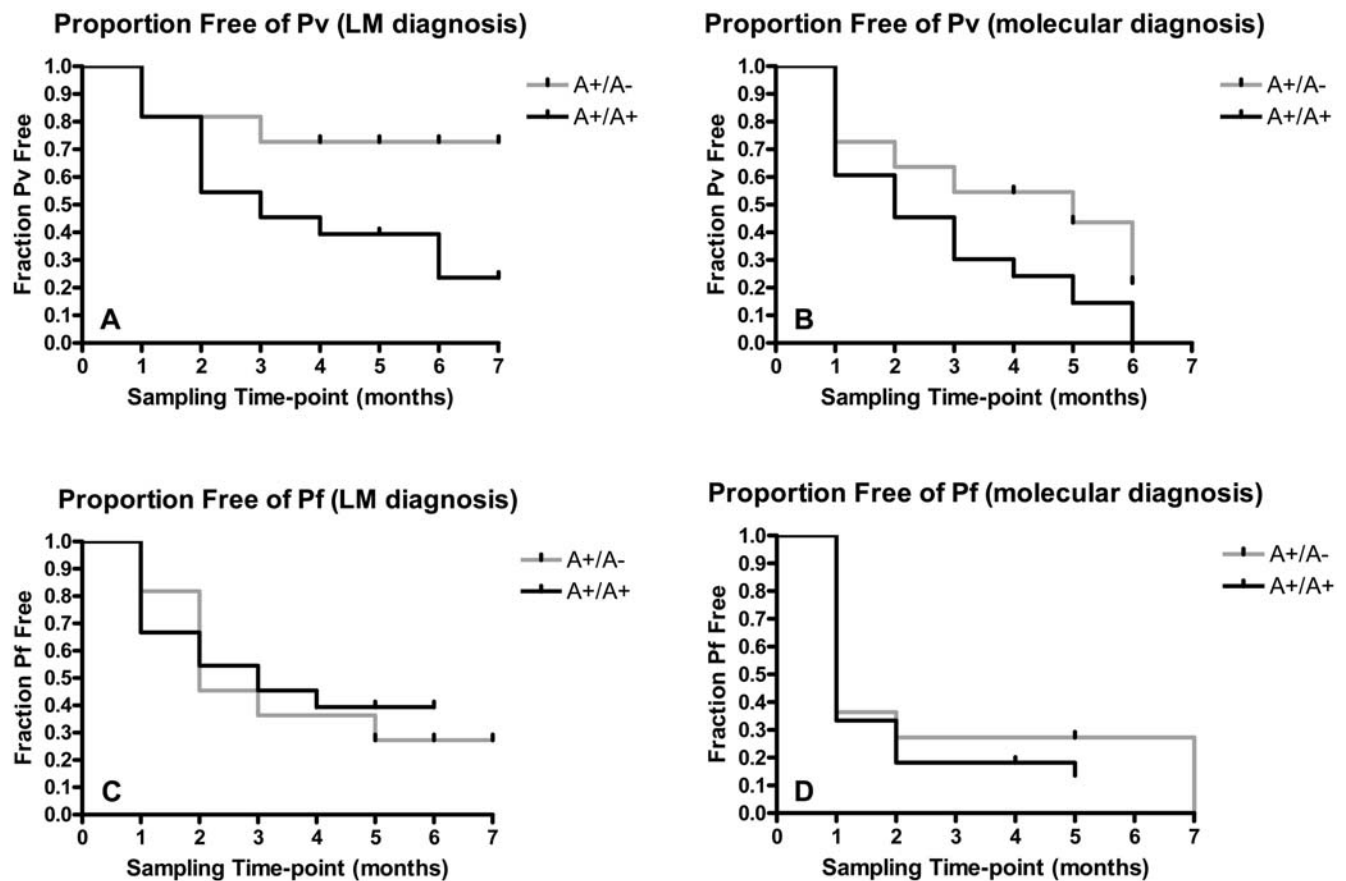 Proportion Free of Pv (LM diagnosis)
Fraction Pv Free
1.0
0.9
0.8
0.7
0.6
0.5
0.4
0.3
0.2
0.1
0.0
A+/A-
A+/A+
A
0 1 2 3 4 5 6 7
Sampling Time-point (months)
Proportion Free of Pv (molecular diagnosis)
Fraction Pv Free
1.0
0.9
0.8
0.7
0.6
0.5
0.4
0.3
0.2
0.1
0.0
A+/A-
A+/A+
B
0 1 2 3 4 5 6 7
Sampling Time-point (months)
Proportion Free of Pf (LM diagnosis)
Fraction Pf Free
1.0
0.9
0.8
0.7
0.6
0.5
0.4
0.3
0.2
0.1
0.0
A+/A-
A+/A+
C
0 1 2 3 4 5 6 7
Sampling Time-point (months)
Proportion Free of Pf (molecular diagnosis)
Fraction Pf Free
1.0
0.9
0.8
0.7
0.6
0.5
0.4
0.3
0.2
0.1
0.0
A+/A-
A+/A+
D
0 1 2 3 4 5 6 7
Sampling Time-point (months)